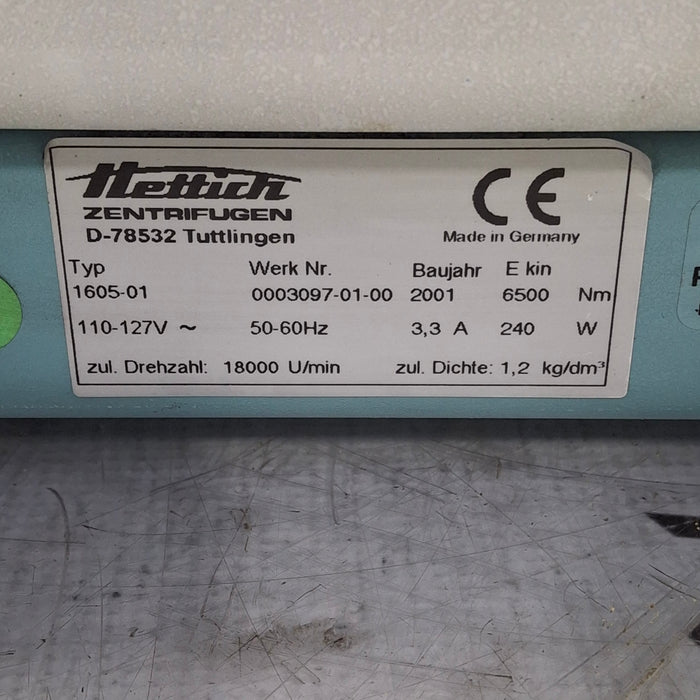 Hettich
ZENTRIFUGEN
D-78532 Tuttlingen
CE
Made in Germany
Typ Werk Nr. Baujahr E kin
1605-01 0003097-01-00 2001 6500 Nm
110-127V ~ 50-60Hz 3,3 A 240 W
zul. Drehzahl: 18000 U/min zul. Dichte: 1,2 kg/dm³